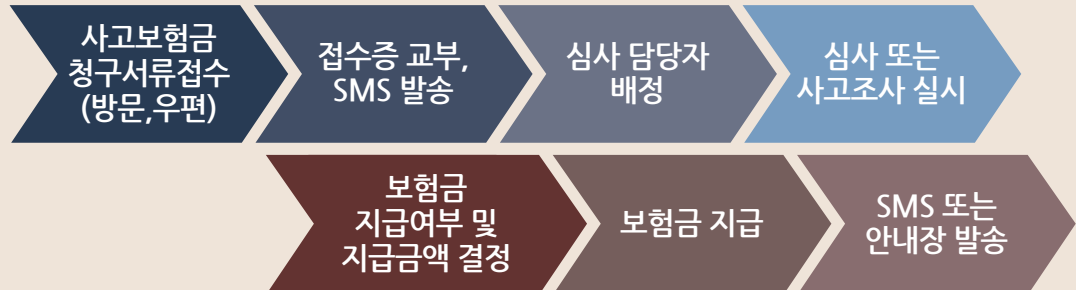 사고보험금
청구서류접수
(방문,우편)
접수증 교부,
SMS 발송
심사 담당자
배정
심사 또는
사고조사 실시
보험금
지급여부 및
지급금액 결정
보험금 지급
SMS 또는
안내장 발송